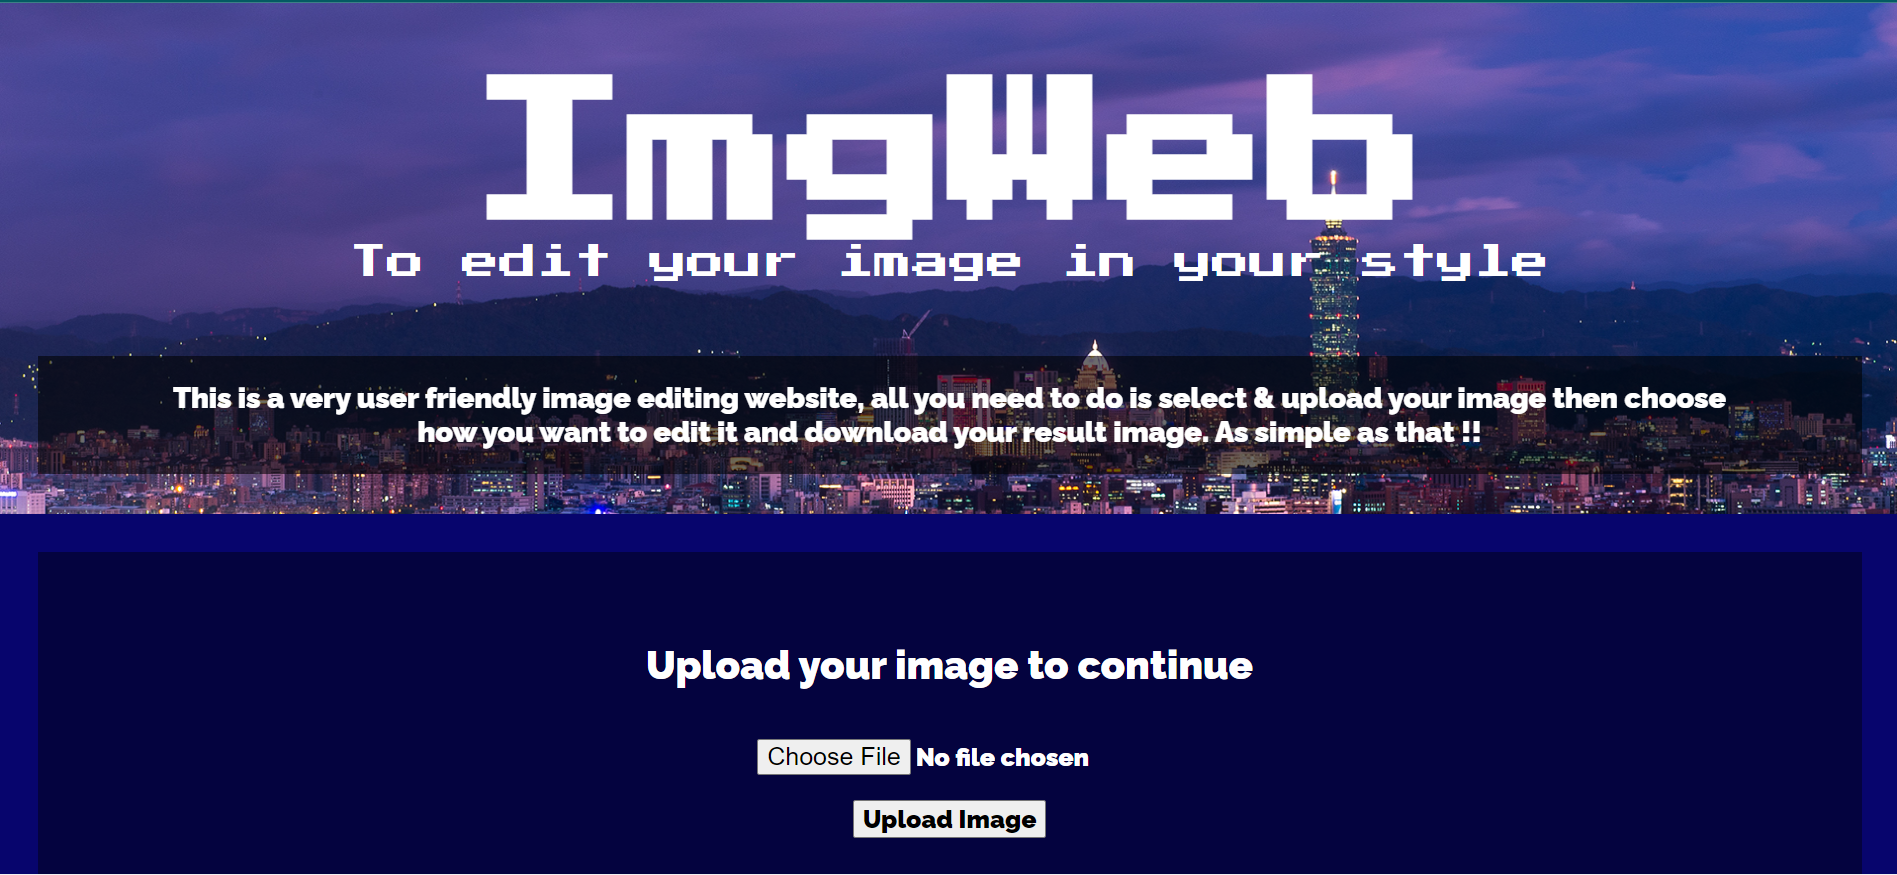 ImgWeb
To edit your image in your style
This is a very user friendly image editing website, all you need to do is select & upload your image then choose
how you want to edit it and download your result image. As simple as that !!
Upload your image to continue
Choose File No file chosen
Upload Image